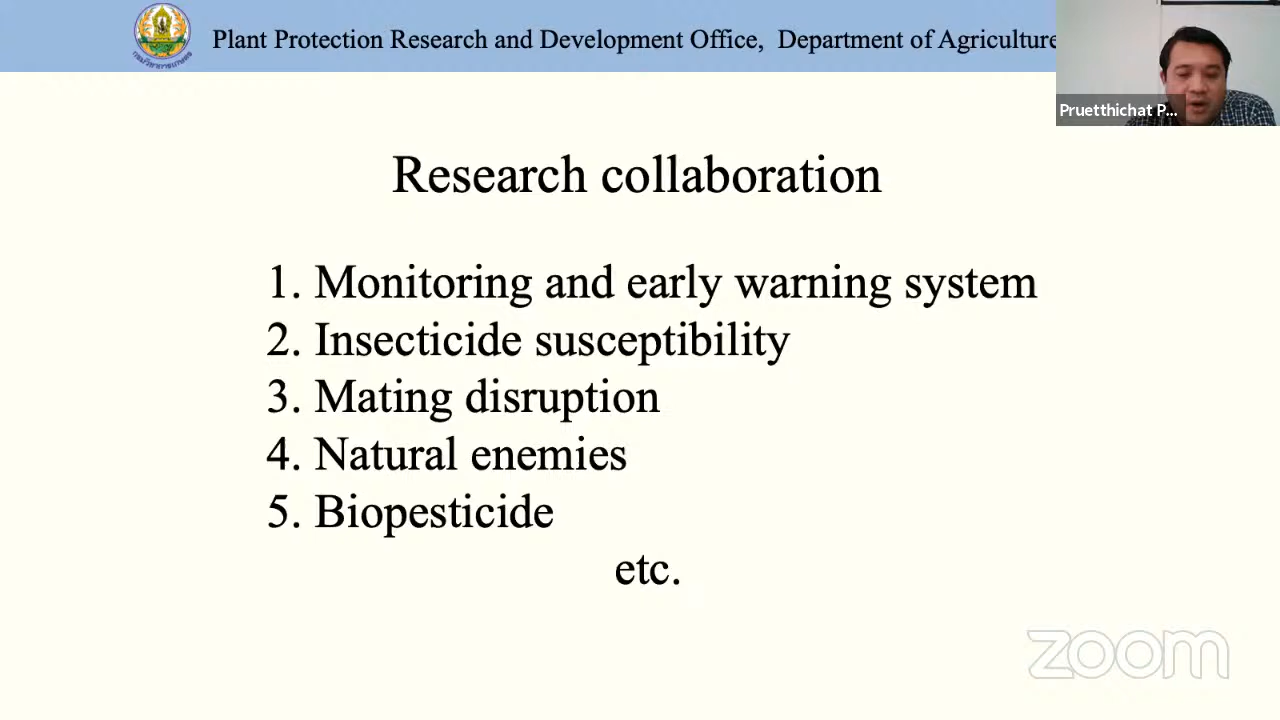 Plant Protection Research and Development Office, Department of Agriculture
Pruetthichat P...
Research collaboration
1. Monitoring and early warning system
2. Insecticide susceptibility
3. Mating disruption
4. Natural enemies
5. Biopesticide
etc.
zoom